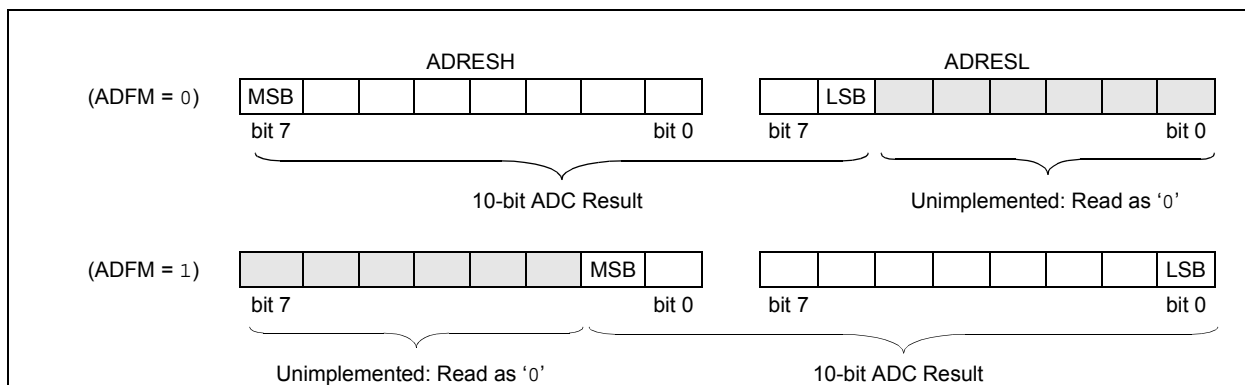 ADRESH ADRESL
(ADFM = 0) MSB LSB
bit 7 bit 0 bit 7 bit 0
10-bit ADC Result Unimplemented: Read as ‘0’
(ADFM = 1) MSB LSB
bit 7 bit 0 bit 7 bit 0
Unimplemented: Read as ‘0’ 10-bit ADC Result